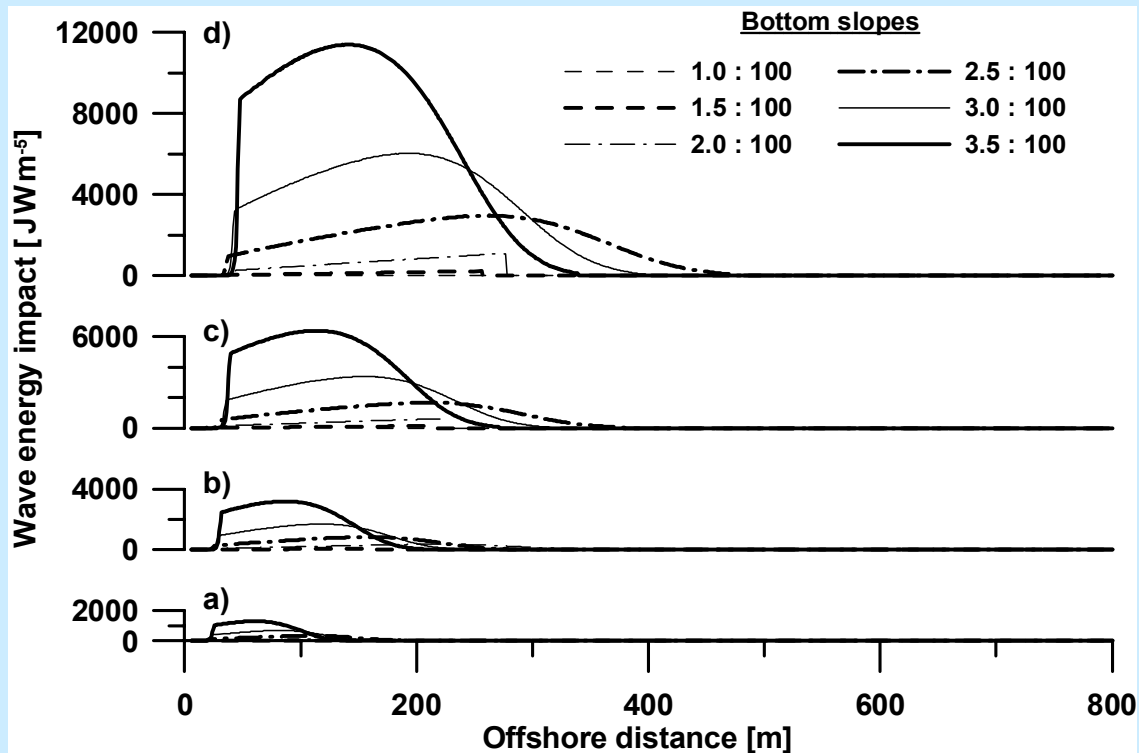 Bottom slopes
1.0 : 100
1.5 : 100
2.0 : 100
2.5 : 100
3.0 : 100
3.5 : 100
Wave energy impact [ J W m⁻⁵ ]
d)
12000
8000
4000
0
c)
6000
0
b)
4000
0
a)
2000
0
0 200 400 600 800
Offshore distance [m]